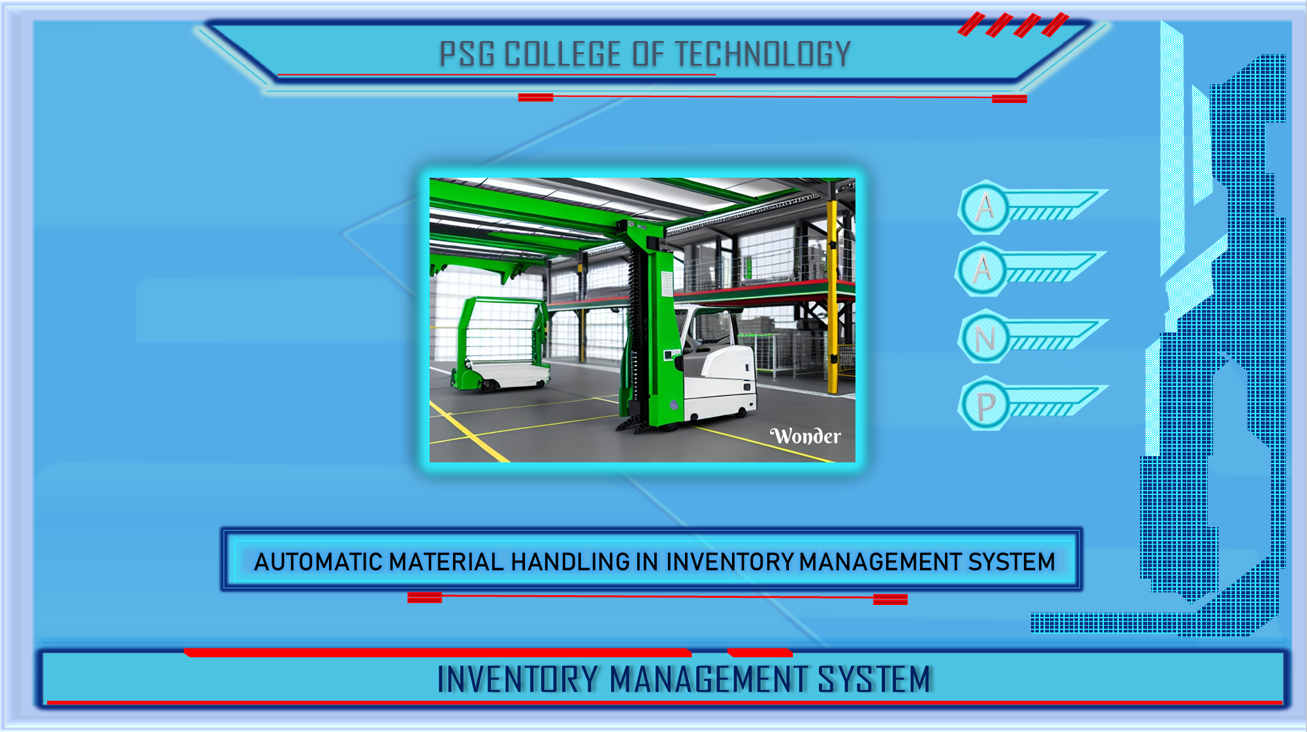 PSG COLLEGE OF TECHNOLOGY
A
A
N
P
Wonder
AUTOMATIC MATERIAL HANDLING IN INVENTORY MANAGEMENT SYSTEM
INVENTORY MANAGEMENT SYSTEM